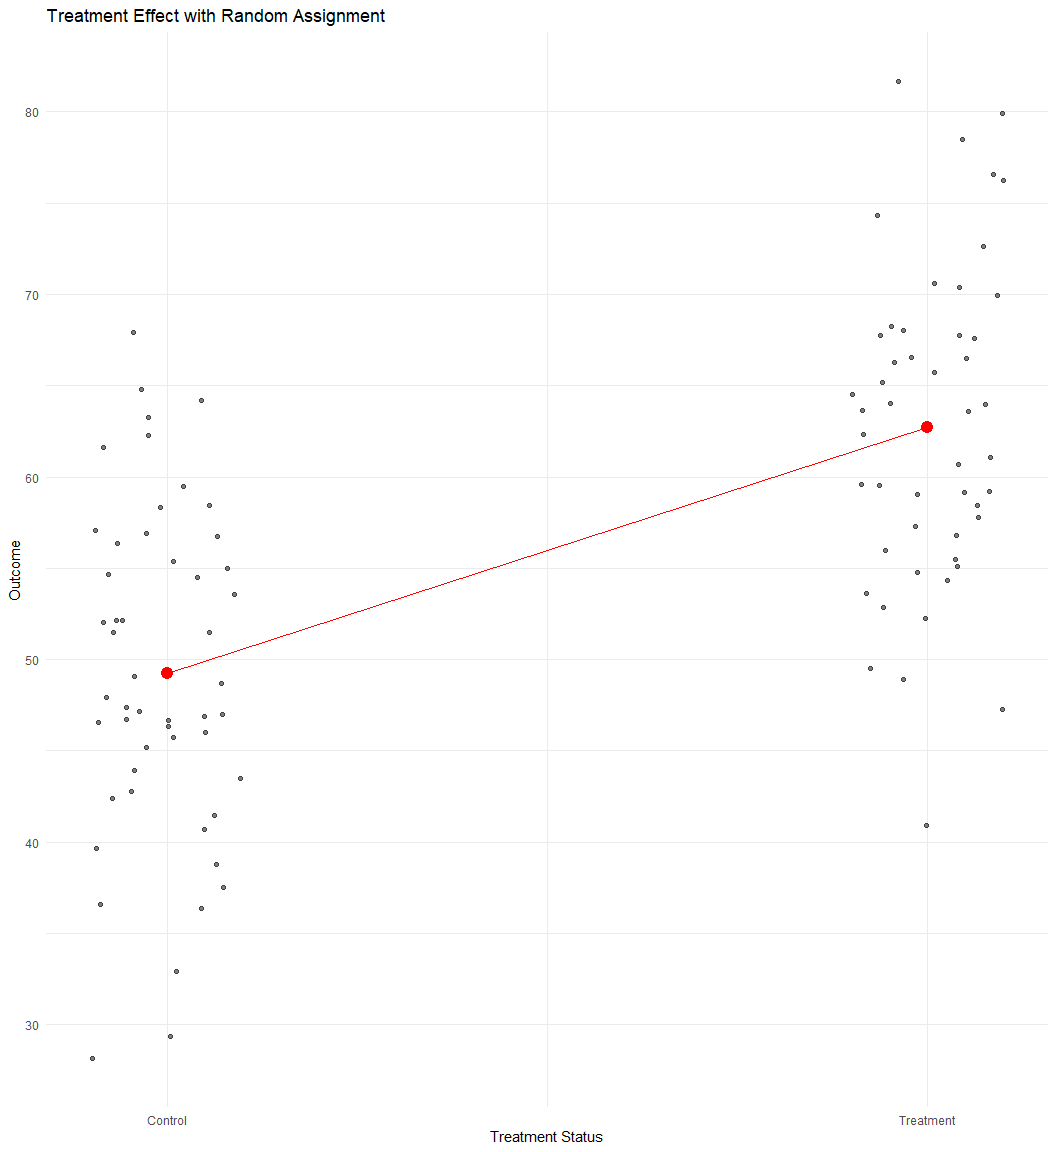 Treatment Effect with Random Assignment
80
70
60
50
40
30
Outcome
Control
Treatment
Treatment Status